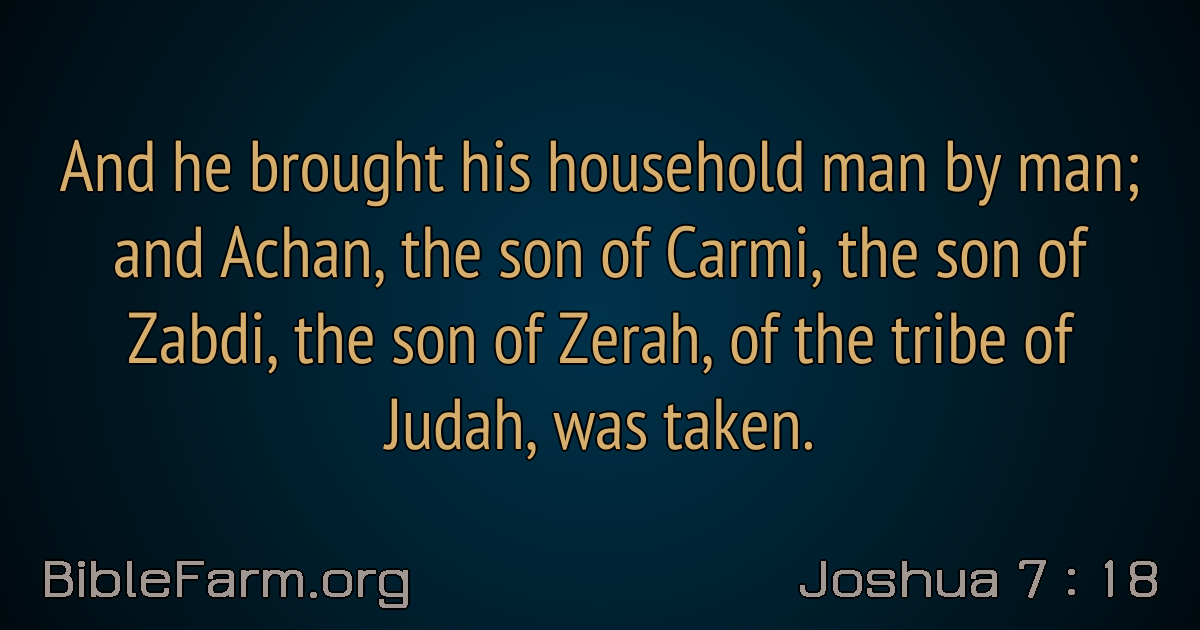 And he brought his household man by man;
and Achan, the son of Carmi, the son of
Zabdi, the son of Zerah, of the tribe of
Judah, was taken.
BibleFarm.org
Joshua 7 : 18